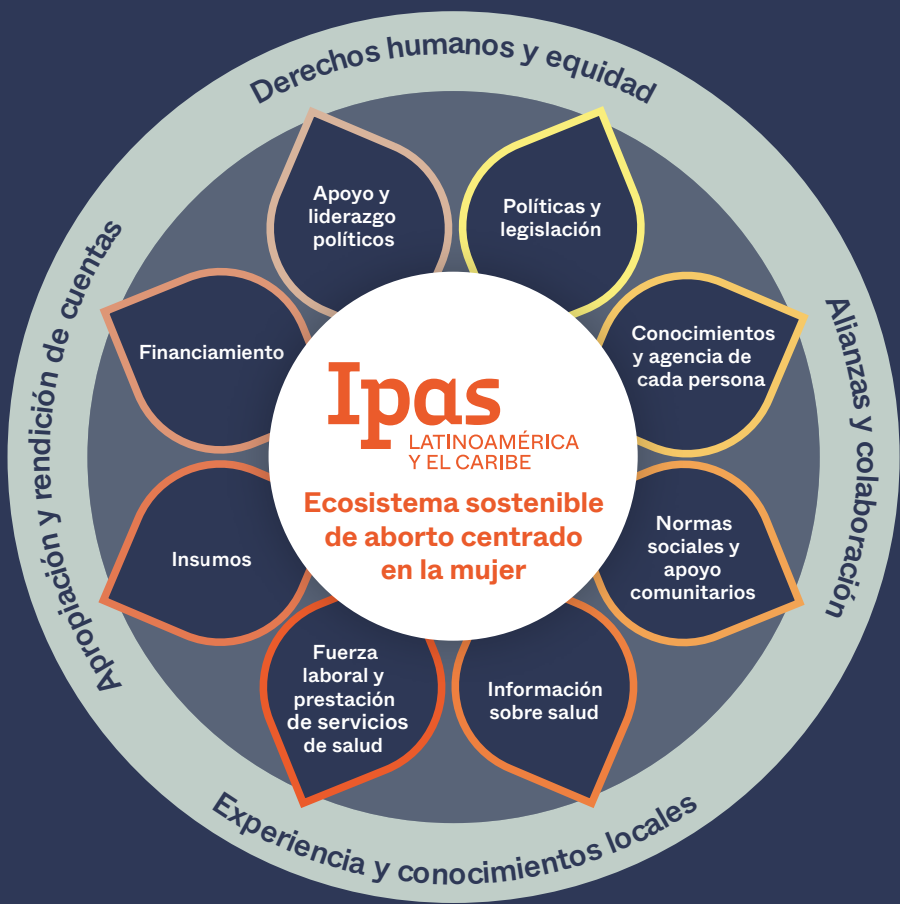 Derechos humanos y equidad
Alianzas y colaboración
Experiencia y conocimientos locales
Apropiación y rendición de cuentas
Apoyo y
liderazgo
políticos
Políticas y
legislación
Conocimientos
y agencia de
cada persona
Normas
sociales y
apoyo
comunitarios
Información
sobre salud
Fuerza
laboral y
prestación
de servicios
de salud
Insumos
Financiamiento
Ipas
LATINOAMÉRICA
Y EL CARIBE
Ecosistema sostenible
de aborto centrado
en la mujer